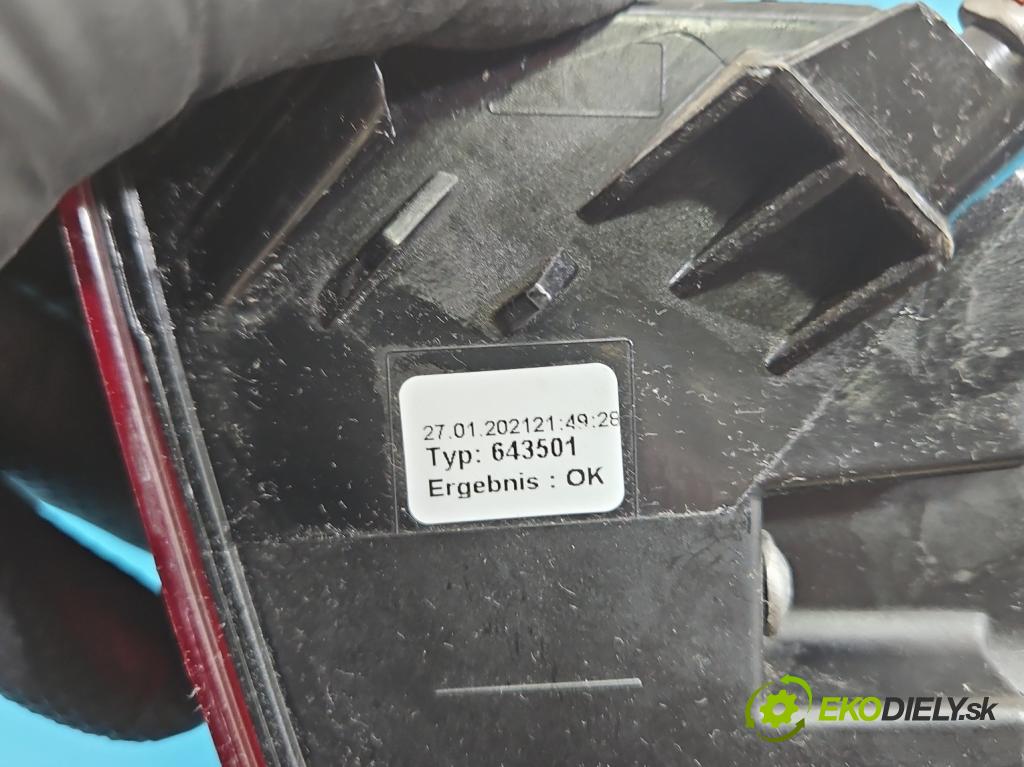 27.01.202121:49:28
Typ: 643501
Ergebnis : OK
EKODIELY.sk